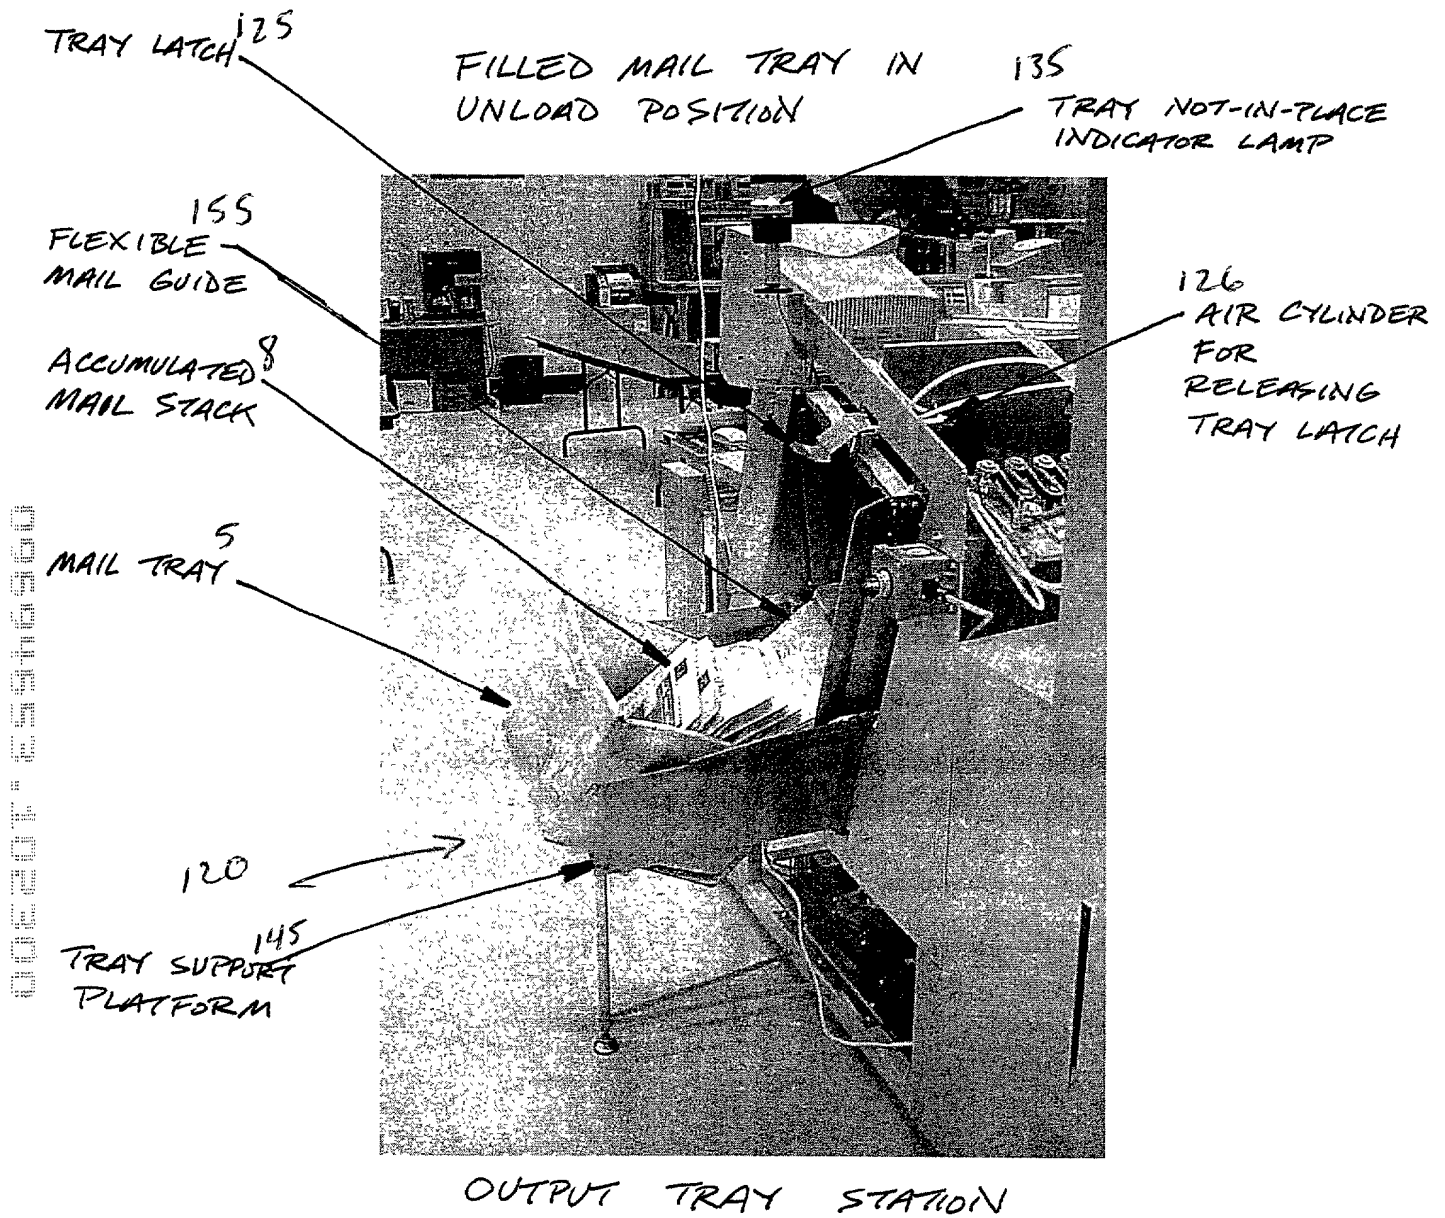 TRAY LATCH 125
FILLED MAIL TRAY IN
UNLOAD POSITION
135
TRAY NOT-IN-PLACE
INDICATOR LAMP
155
FLEXIBLE
MAIL GUIDE
126
AIR CYLINDER
FOR
RELEASING
TRAY LATCH
ACCUMULATED 8
MAIL STACK
MAIL TRAY 5
120
TRAY SUPPORT 145
PLATFORM
OUTPUT TRAY STATION